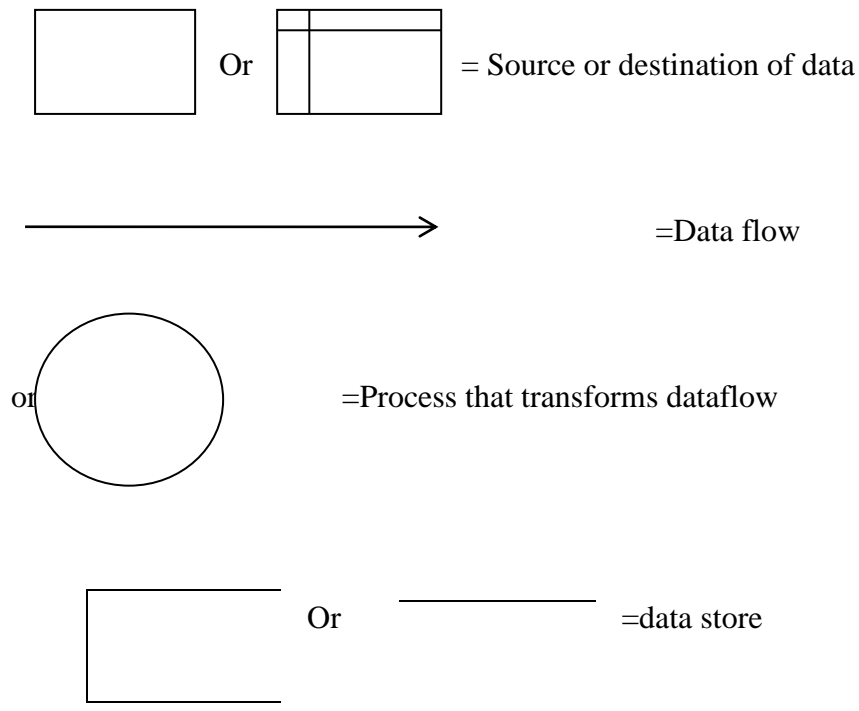 Or = Source or destination of data
=Data flow
or =Process that transforms dataflow
Or =data store